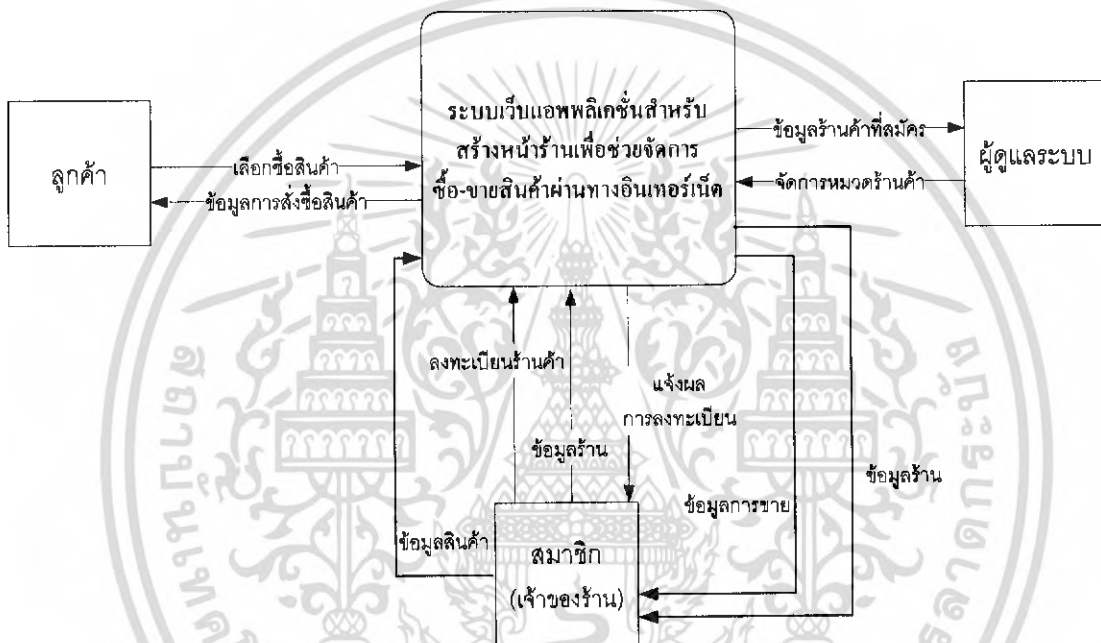 ระบบเว็บแอพพลิเคชั่นสำหรับ
สร้างหน้าร้านเพื่อช่วยจัดการ
ซื้อ-ขายสินค้าผ่านทางอินเทอร์เน็ต
ลูกค้า
เลือกซื้อสินค้า
ข้อมูลการสั่งซื้อสินค้า
ข้อมูลร้านค้าที่สมัคร
จัดการหมวดร้านค้า
ผู้ดูแลระบบ
ลงทะเบียนร้านค้า
ข้อมูลร้าน
แจ้งผล
การลงทะเบียน
ข้อมูลสินค้า
ข้อมูลการขาย
ข้อมูลร้าน
สมาชิก
(เจ้าของร้าน)